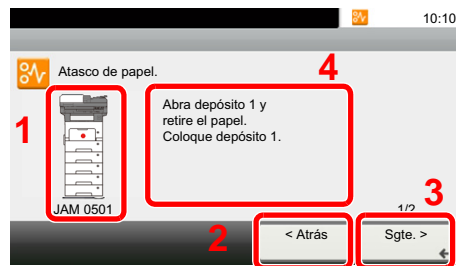 10:10
Atasco de papel.
4
1
Abra depósito 1 y
retire el papel.
Coloque depósito 1.
JAM 0501
1/2
3
2
< Atrás
Sgte. >